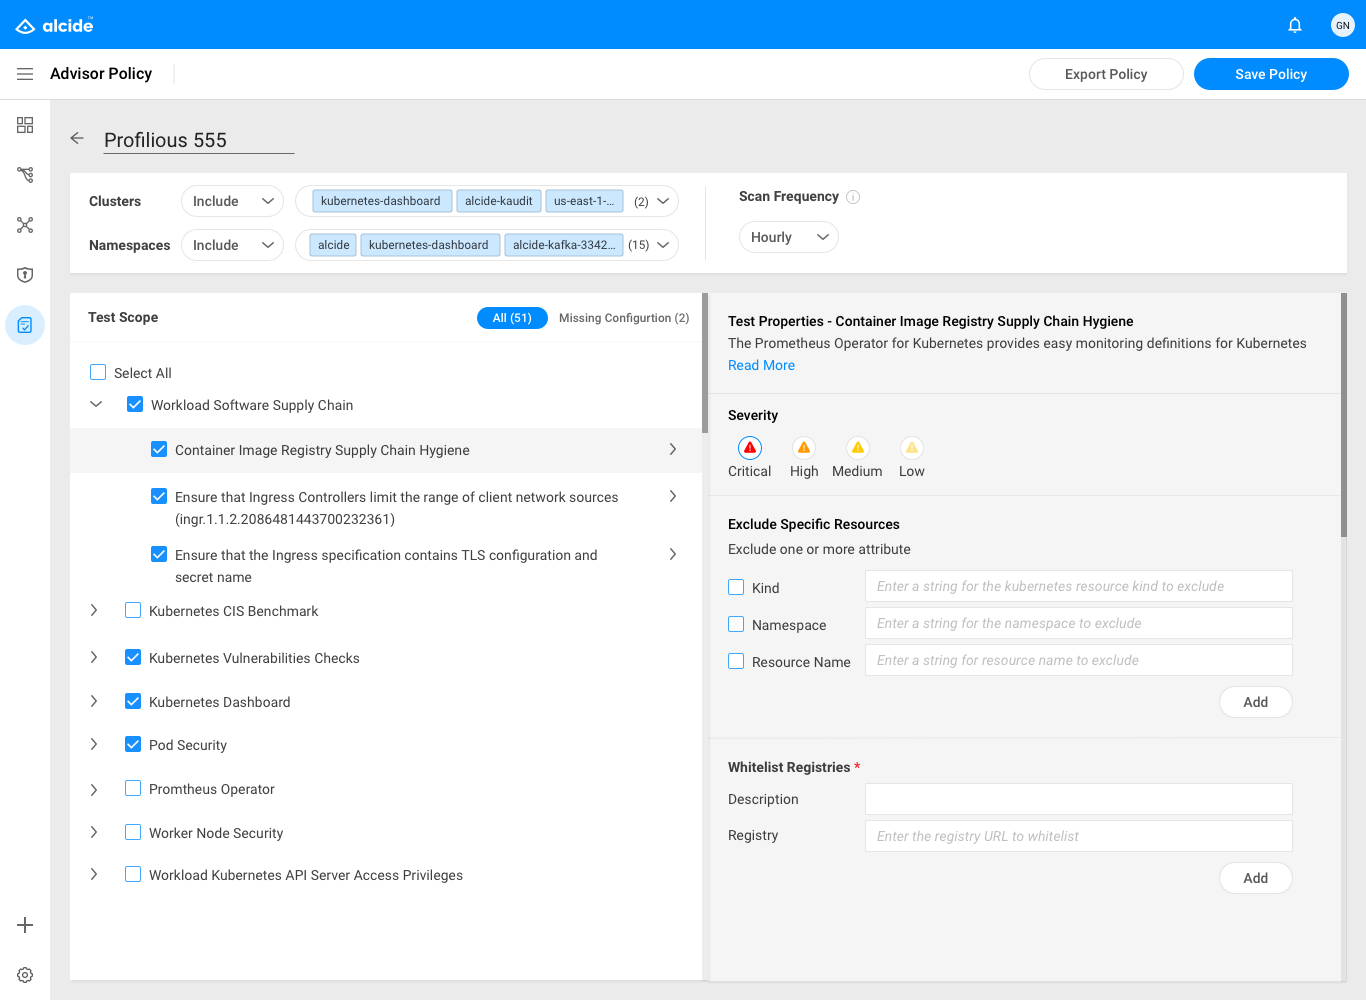 alcide™
GN
Advisor Policy
Export Policy
Save Policy
Profilious 555
Clusters
Include
kubernetes-dashboard
alcide-kaudit
us-east-1-...
(2)
Namespaces
Include
alcide
kubernetes-dashboard
alcide-kafka-3342...
(15)
Scan Frequency
Hourly
Test Scope
All (51)
Missing Configurtion (2)
Select All
Workload Software Supply Chain
Container Image Registry Supply Chain Hygiene
Ensure that Ingress Controllers limit the range of client network sources
(ingr.1.1.2.2086481443700232361)
Ensure that the Ingress specification contains TLS configuration and
secret name
Kubernetes CIS Benchmark
Kubernetes Vulnerabilities Checks
Kubernetes Dashboard
Pod Security
Promtheus Operator
Worker Node Security
Workload Kubernetes API Server Access Privileges
Test Properties - Container Image Registry Supply Chain Hygiene
The Prometheus Operator for Kubernetes provides easy monitoring definitions for Kubernetes
Read More
Severity
Critical
High
Medium
Low
Exclude Specific Resources
Exclude one or more attribute
Kind
Enter a string for the kubernetes resource kind to exclude
Namespace
Enter a string for the namespace to exclude
Resource Name
Enter a string for resource name to exclude
Add
Whitelist Registries *
Description
Registry
Enter the registry URL to whitelist
Add